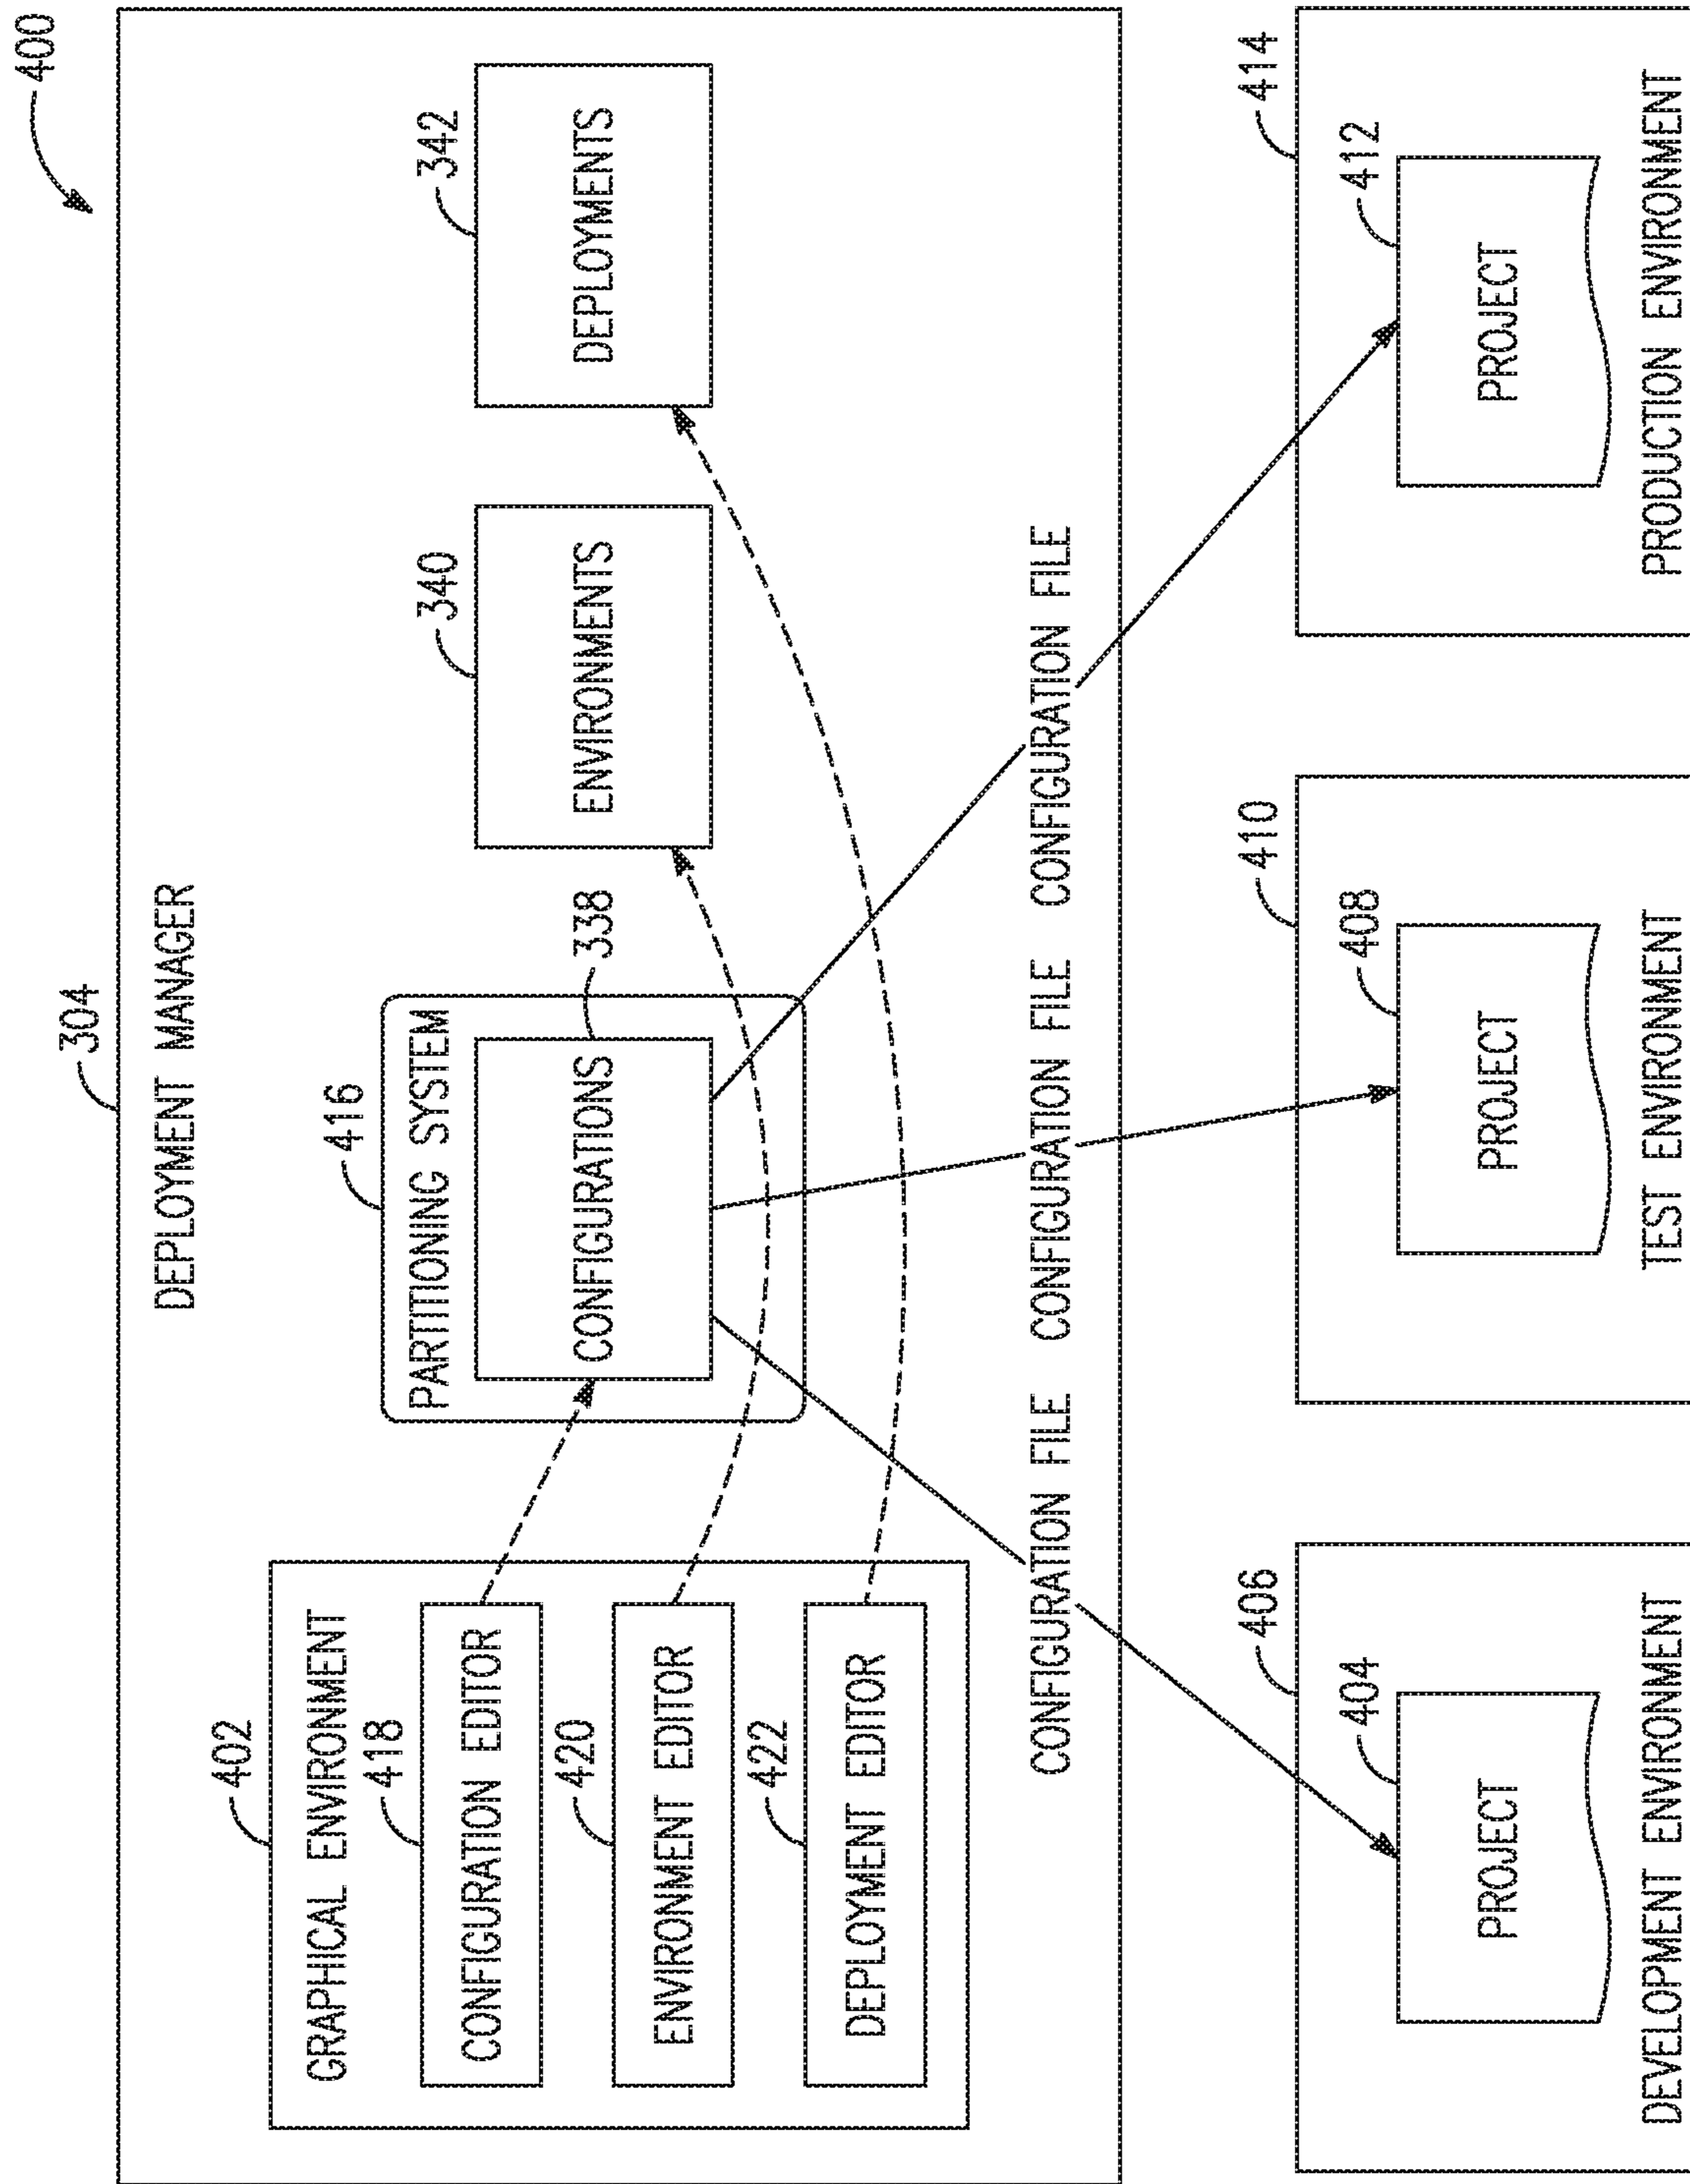 400
304
DEPLOYMENT MANAGER
402
GRAPHICAL ENVIRONMENT
418
CONFIGURATION EDITOR
420
ENVIRONMENT EDITOR
422
DEPLOYMENT EDITOR
416
PARTITIONING SYSTEM
338
CONFIGURATIONS
340
ENVIRONMENTS
342
DEPLOYMENTS
CONFIGURATION FILE
CONFIGURATION FILE
CONFIGURATION FILE
406
404
PROJECT
DEVELOPMENT ENVIRONMENT
410
408
PROJECT
TEST ENVIRONMENT
414
412
PROJECT
PRODUCTION ENVIRONMENT